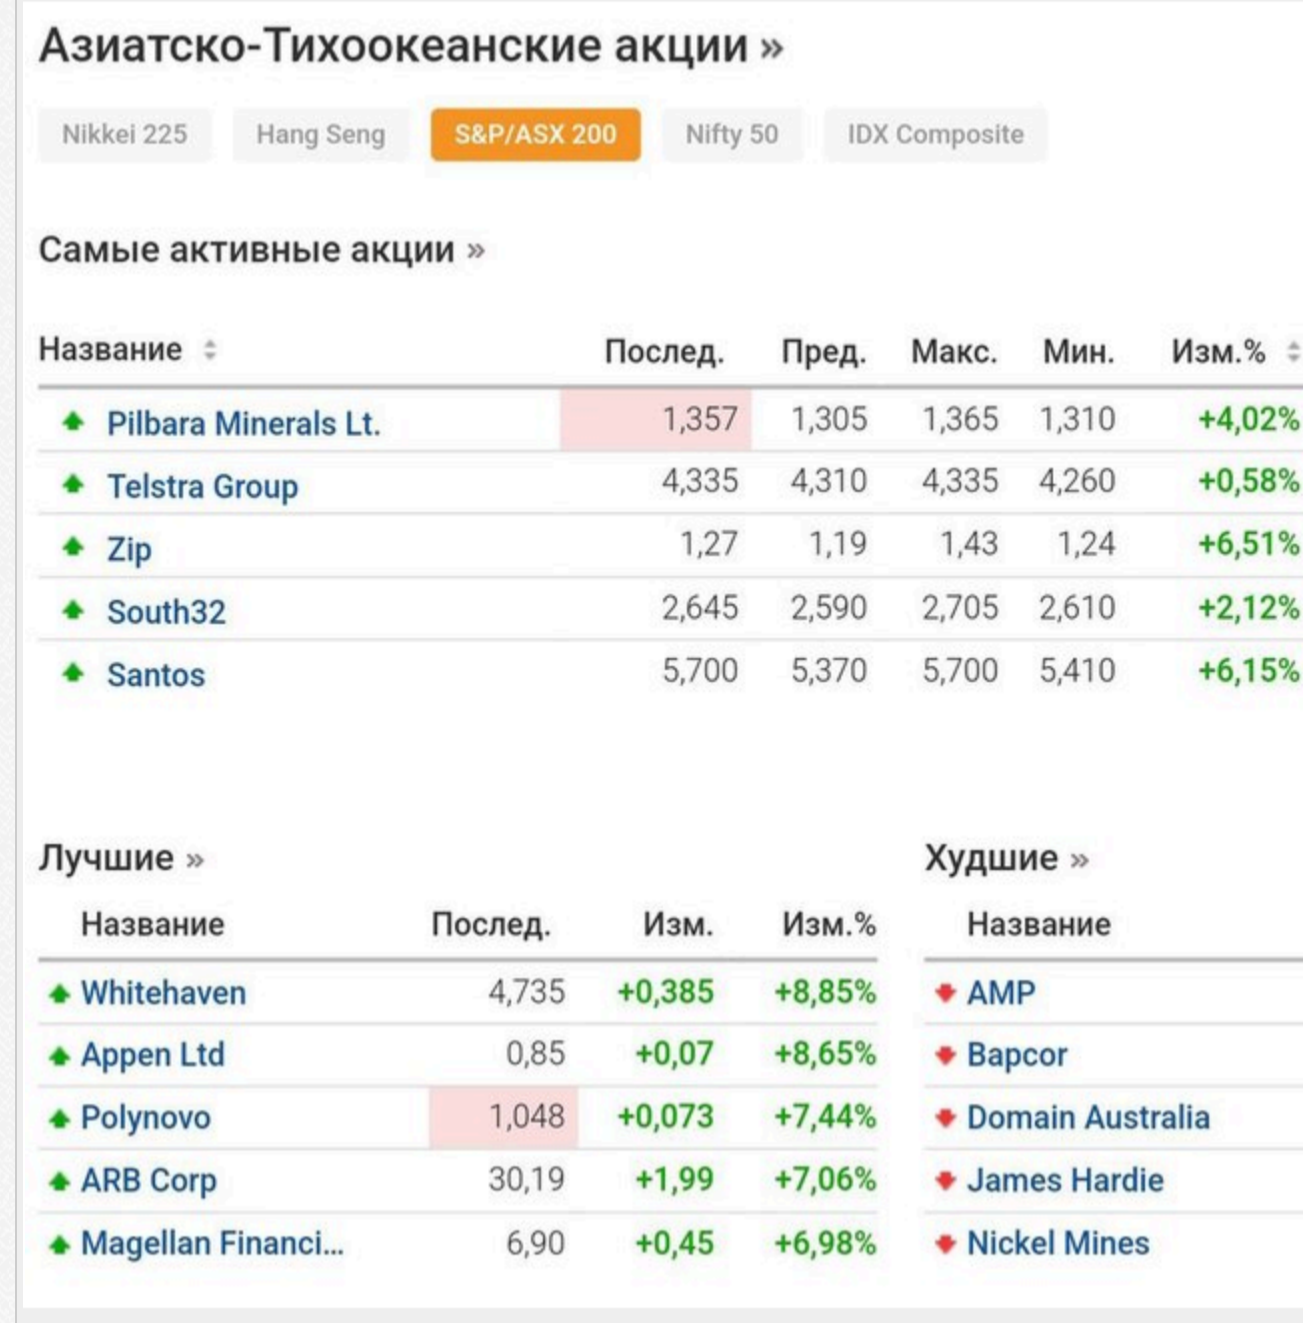 Азиатско-Тихоокеанские акции »
Nikkei 225 Hang Seng S&P/ASX 200 Nifty 50 IDX Composite
Самые активные акции »
Название Послед. Пред. Макс. Мин. Изм.%
Pilbara Minerals Lt. 1,357 1,305 1,365 1,310 +4,02%
Telstra Group 4,335 4,310 4,335 4,260 +0,58%
Zip 1,27 1,19 1,43 1,24 +6,51%
South32 2,645 2,590 2,705 2,610 +2,12%
Santos 5,700 5,370 5,700 5,410 +6,15%
Лучшие »
Название Послед. Изм. Изм.%
Whitehaven 4,735 +0,385 +8,85%
Appen Ltd 0,85 +0,07 +8,65%
Polynovo 1,048 +0,073 +7,44%
ARB Corp 30,19 +1,99 +7,06%
Magellan Financi... 6,90 +0,45 +6,98%
Худшие »
Название
AMP
Bapcor
Domain Australia
James Hardie
Nickel Mines